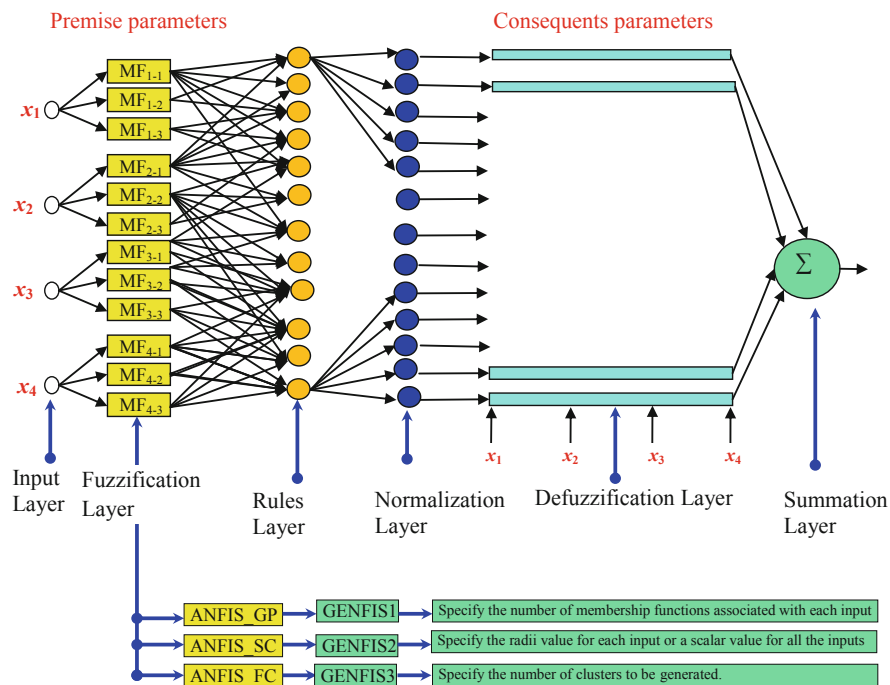 Premise parameters
Consequents parameters
x1
x2
x3
x4
MF1-1
MF1-2
MF1-3
MF2-1
MF2-2
MF2-3
MF3-1
MF3-2
MF3-3
MF4-1
MF4-2
MF4-3
Σ
x1 x2 x3 x4
Input
Layer
Fuzzification
Layer
Rules
Layer
Normalization
Layer
Defuzzification Layer
Summation
Layer
ANFIS_GP GENFIS1 Specify the number of membership functions associated with each input
ANFIS_SC GENFIS2 Specify the radii value for each input or a scalar value for all the inputs
ANFIS_FC GENFIS3 Specify the number of clusters to be generated.